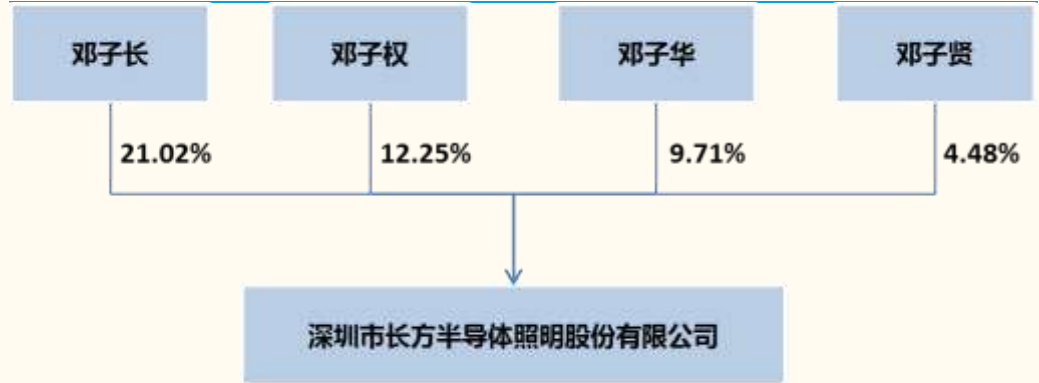 邓子长 邓子权 邓子华 邓子贤
21.02% 12.25% 9.71% 4.48%
深圳市长方半导体照明股份有限公司